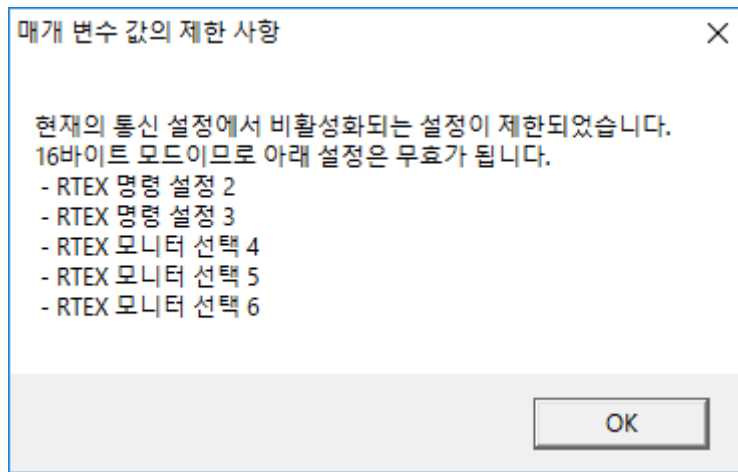 매개 변수 값의 제한 사항
현재의 통신 설정에서 비활성화되는 설정이 제한되었습니다.
16바이트 모드이므로 아래 설정은 무효가 됩니다.
- RTEX 명령 설정 2
- RTEX 명령 설정 3
- RTEX 모니터 선택 4
- RTEX 모니터 선택 5
- RTEX 모니터 선택 6
OK